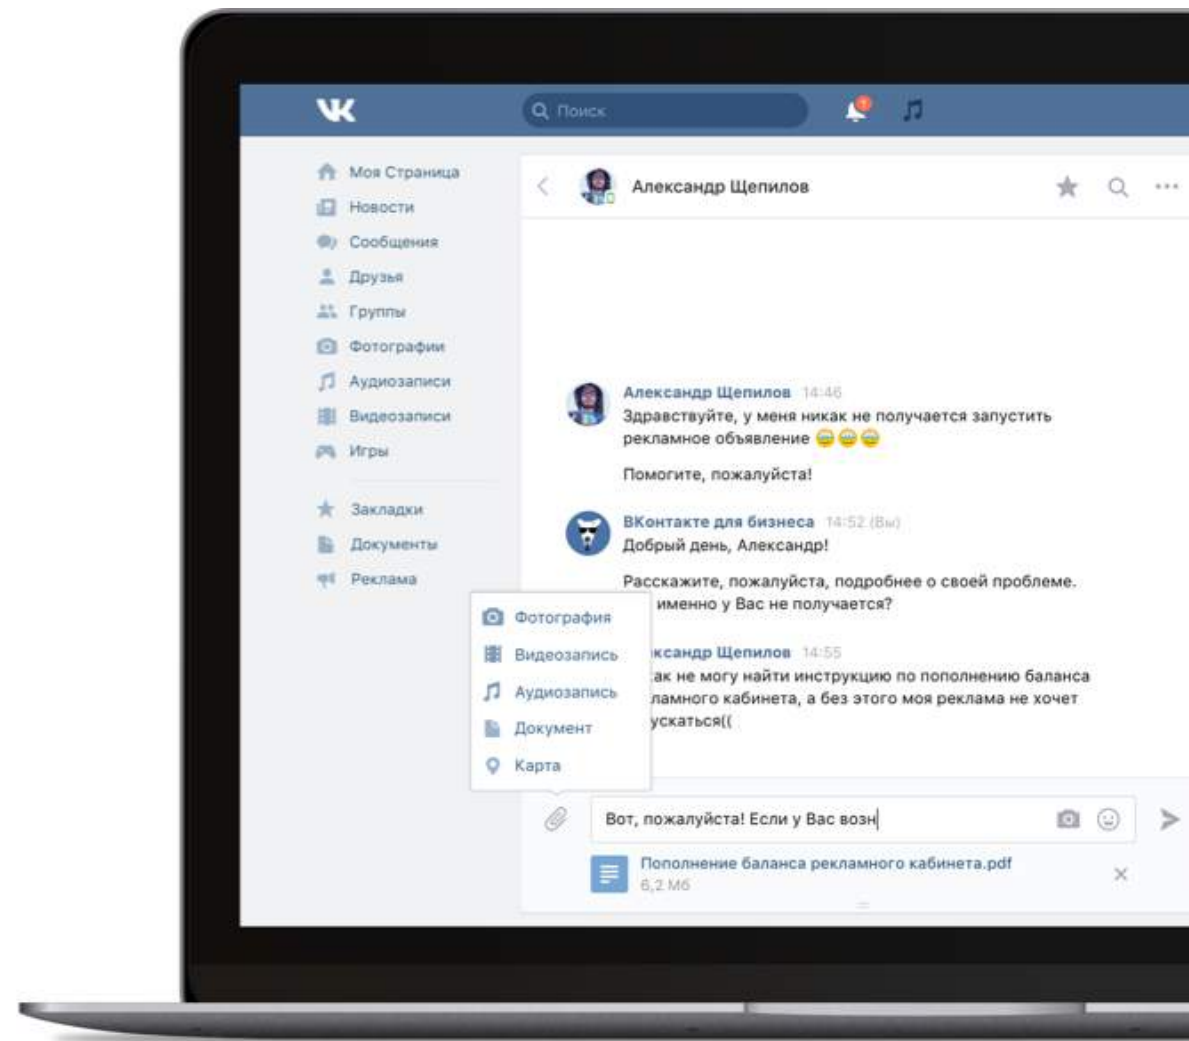 Поиск
1
Моя Страница
Новости
Сообщения
Друзья
Группы
Фотографии
Аудиозаписи
Видеозаписи
Игры
Закладки
Документы
Реклама
Александр Щепилов
Александр Щепилов 14:46
Здравствуйте, у меня никак не получается запустить
рекламное объявление
Помогите, пожалуйста!
ВКонтакте для бизнеса 14:52 (Вы)
Добрый день, Александр!
Расскажите, пожалуйста, подробнее о своей проблеме.
именно у Вас не получается?
ксандр Щепилов 14:55
ак не могу найти инструкцию по пополнению баланса
ламного кабинета, а без этого моя реклама не хочет
ускаться((
Фотография
Видеозапись
Аудиозапись
Документ
Карта
Вот, пожалуйста! Если у Вас возн
Пополнение баланса рекламного кабинета.pdf
6,2 Мб